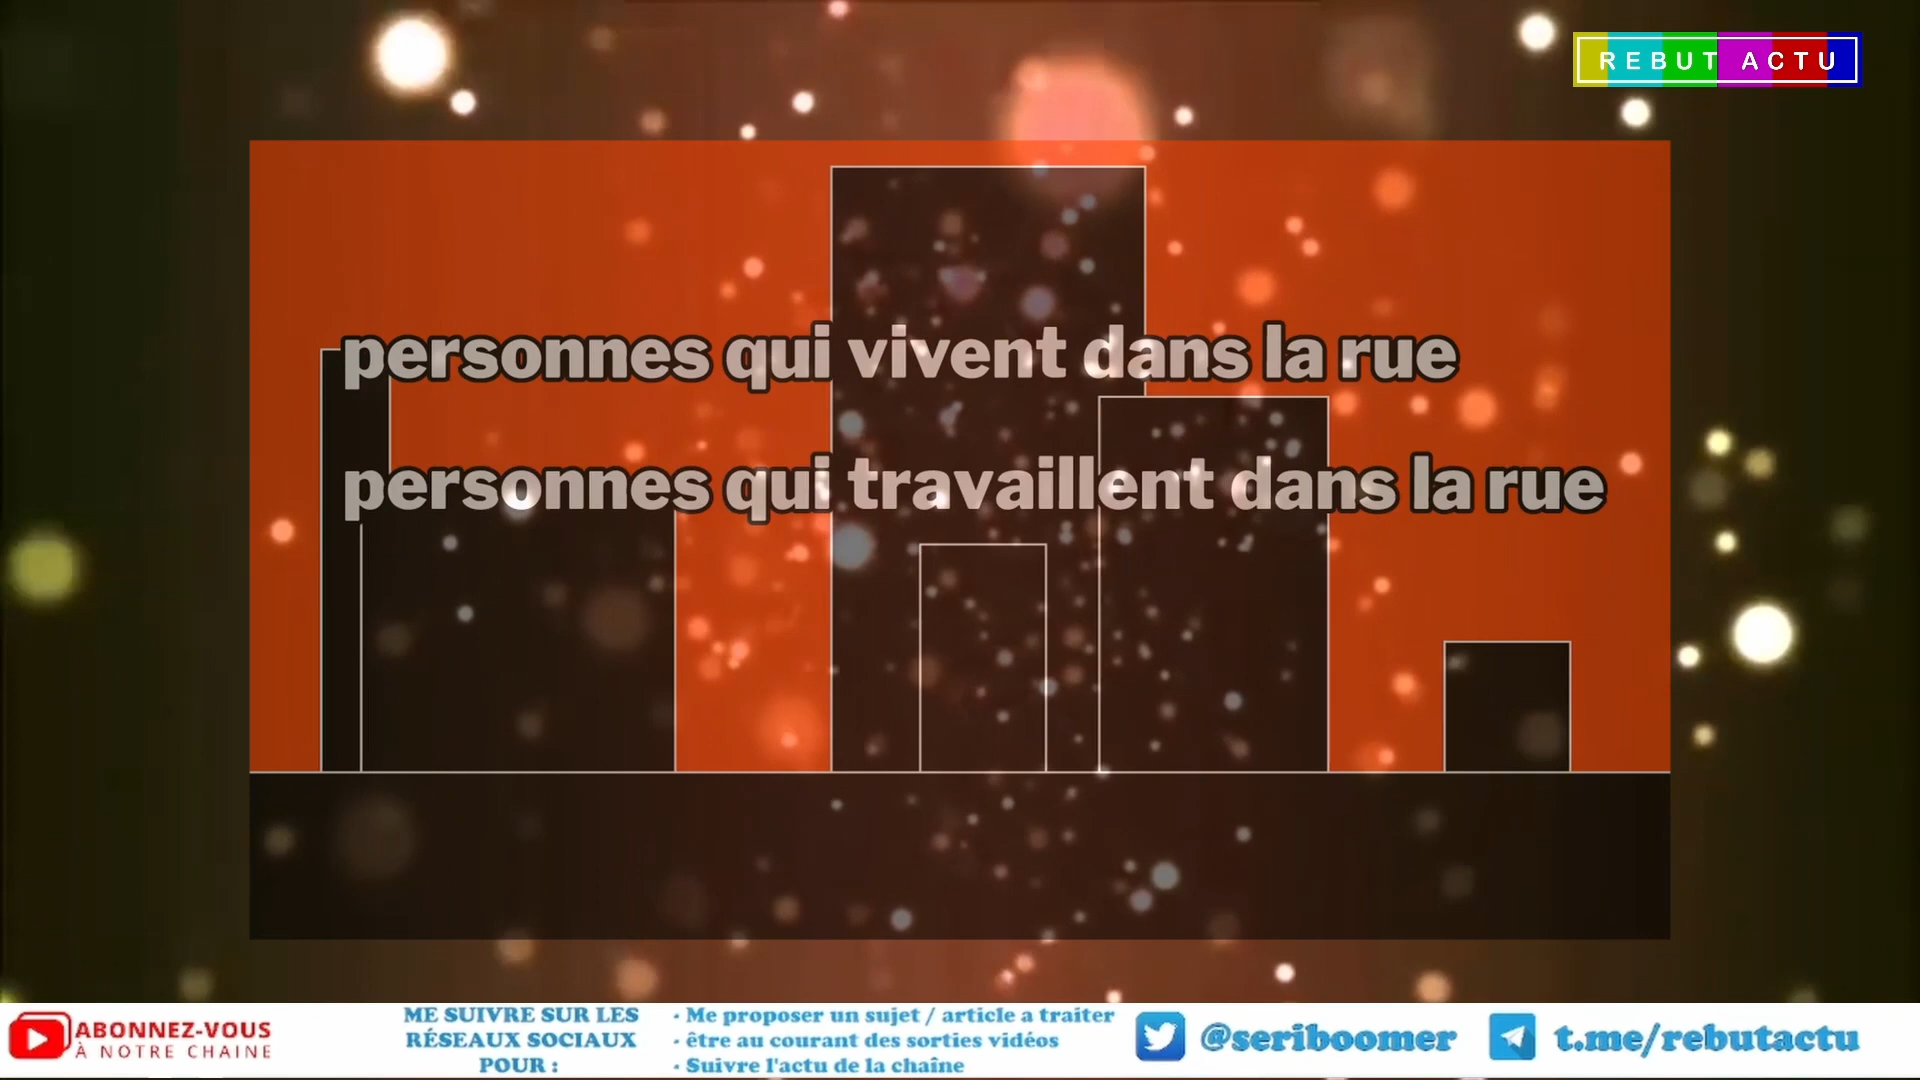 REBUT ACTU
personnes qui vivent dans la rue
personnes qui travaillent dans la rue
ABONNEZ-VOUS
À NOTRE CHAINE
ME SUIVRE SUR LES
RÉSEAUX SOCIAUX
POUR :
- Me proposer un sujet / article a traiter
- être au courant des sorties vidéos
- Suivre l'actu de la chaîne
@seriboomer
t.me/rebutactu